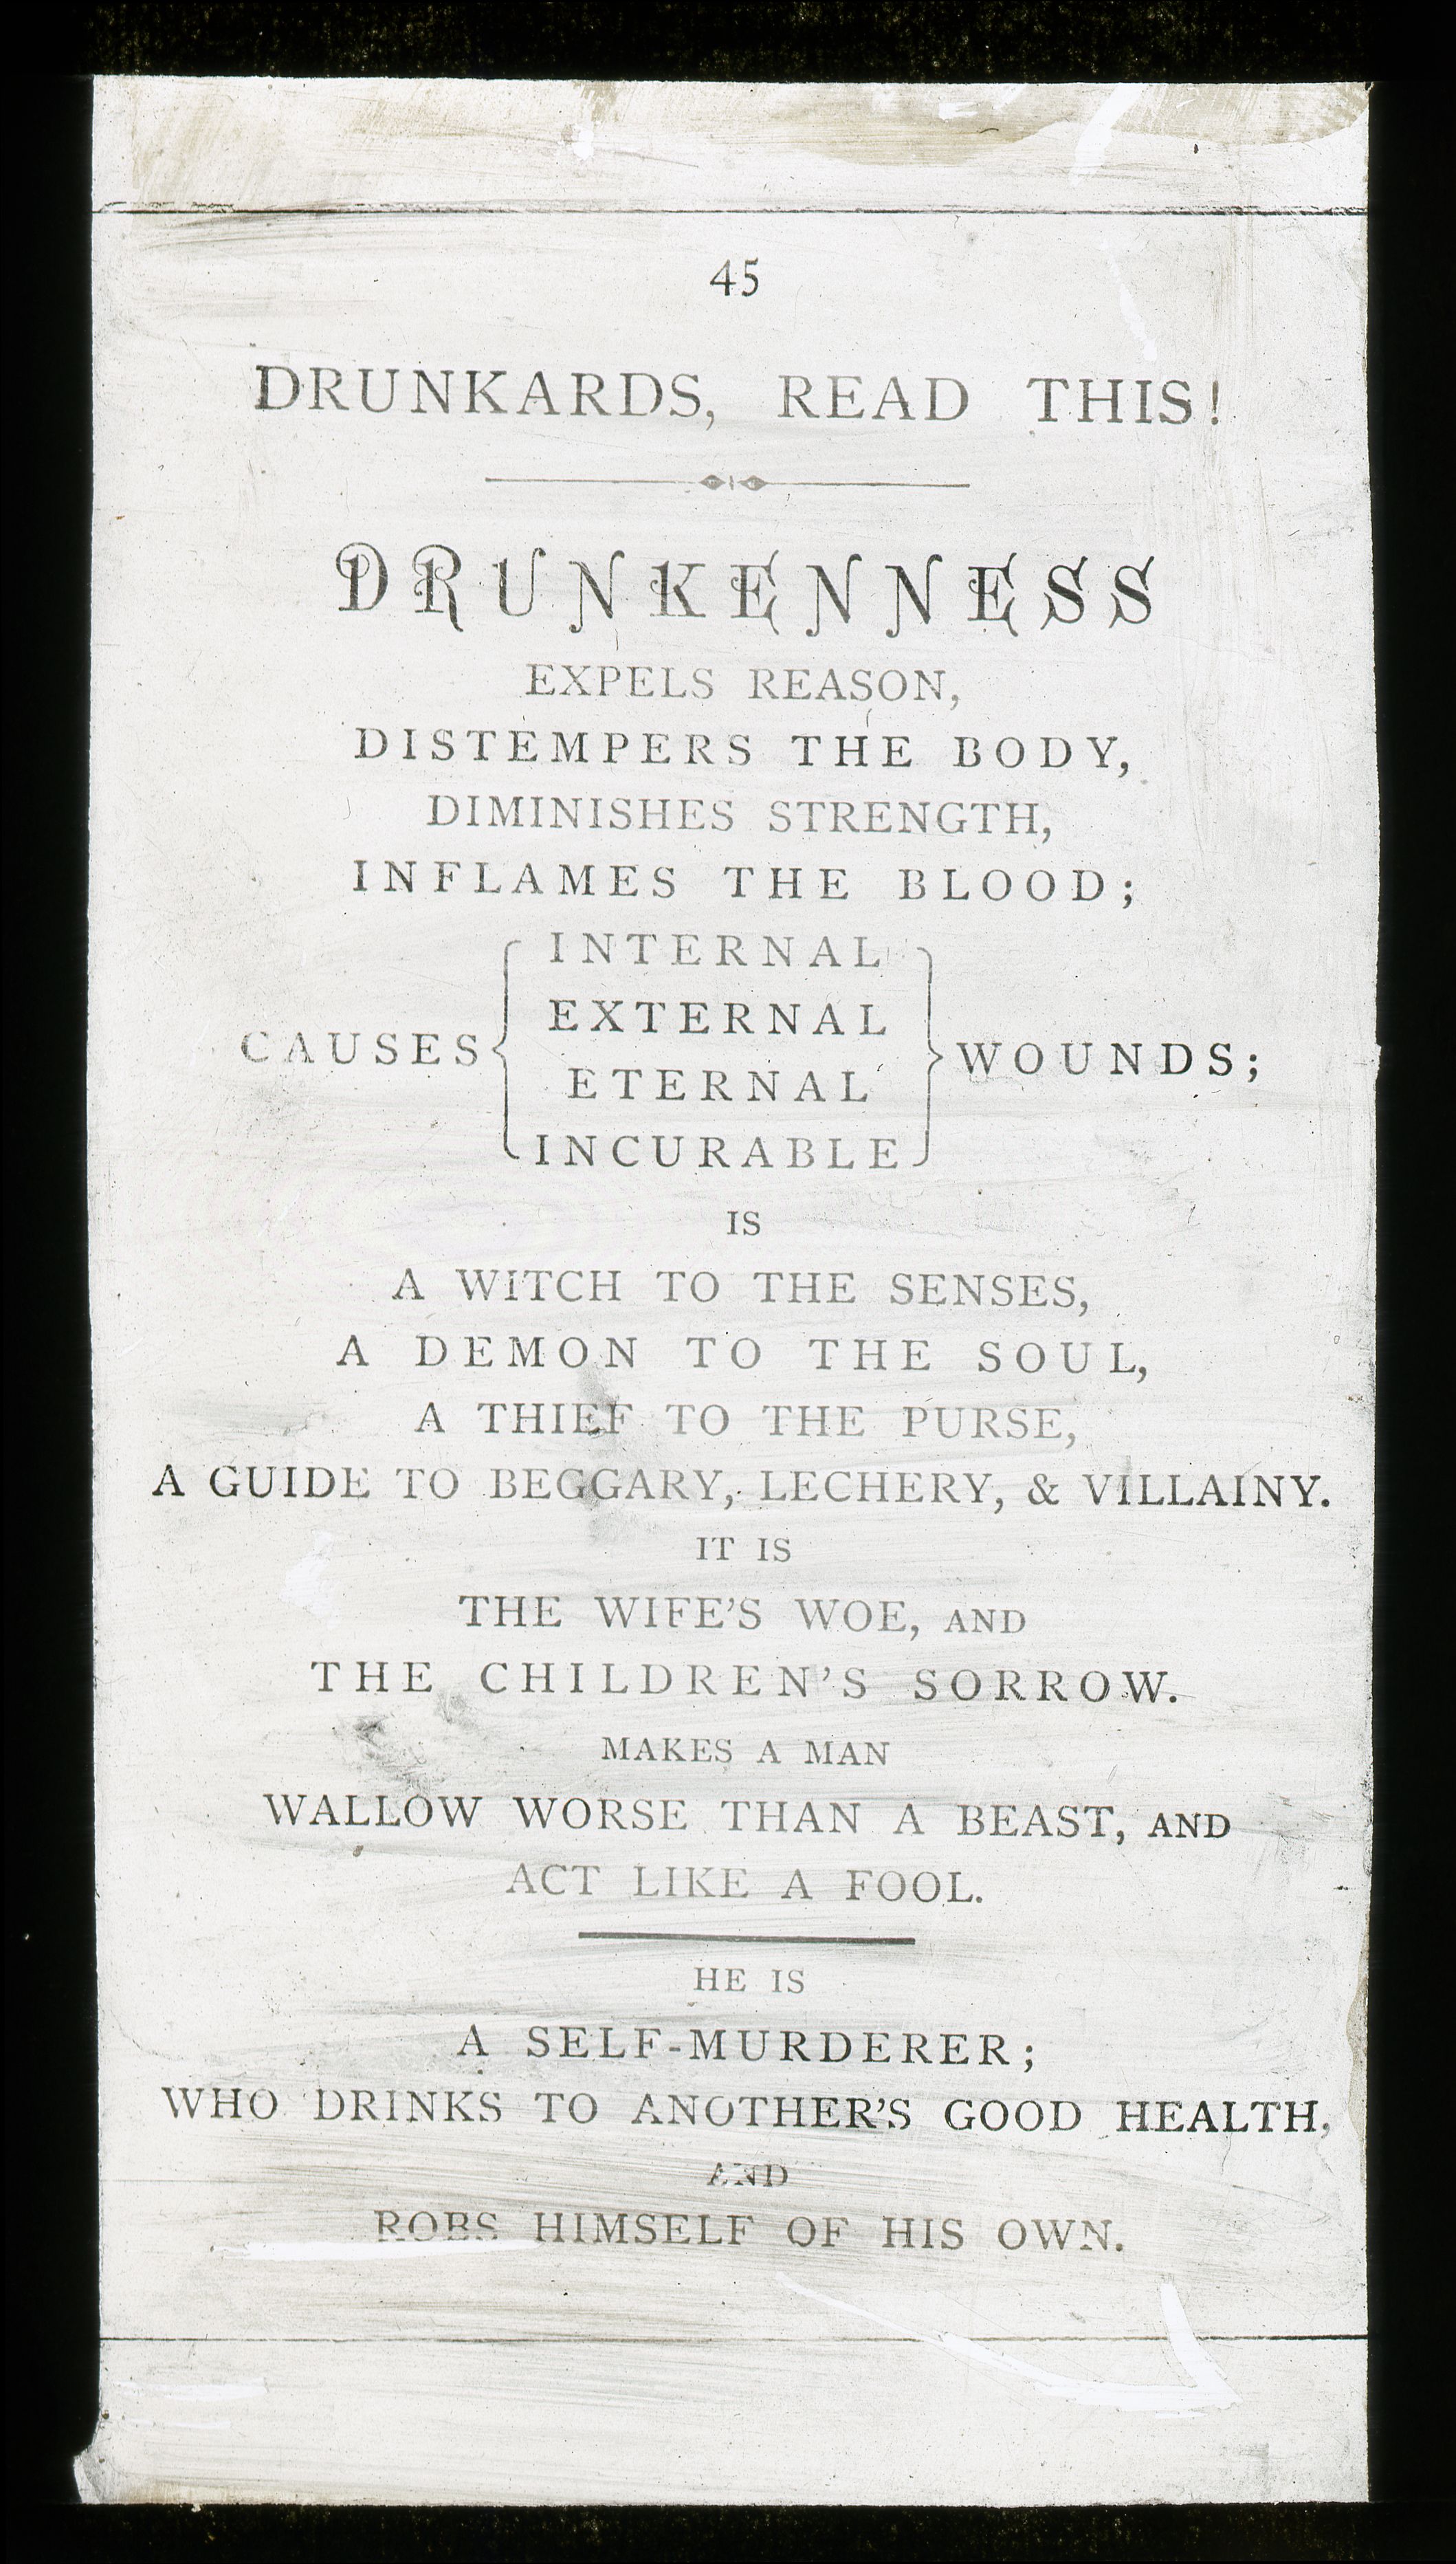 45
DRUNKARDS, READ THIS!
DRUNKENNESS
EXPELS REASON,
DISTEMPERS THE BODY,
DIMINISHES STRENGTH,
INFLAMES THE BLOOD;
INTERNAL
EXTERNAL
CAUSES WOUNDS;
ETERNAL
INCURABLE
IS
A WITCH TO THE SENSES,
A DEMON TO THE SOUL,
A THIEF TO THE PURSE,
A GUIDE TO BEGGARY, LECHERY, & VILLAINY.
IT IS
THE WIFE'S WOE, AND
THE CHILDREN'S SORROW.
MAKES A MAN
WALLOW WORSE THAN A BEAST, AND
ACT LIKE A FOOL.
HE IS
A SELF-MURDERER;
WHO DRINKS TO ANOTHER'S GOOD HEALTH,
AND
ROBS HIMSELF OF HIS OWN.